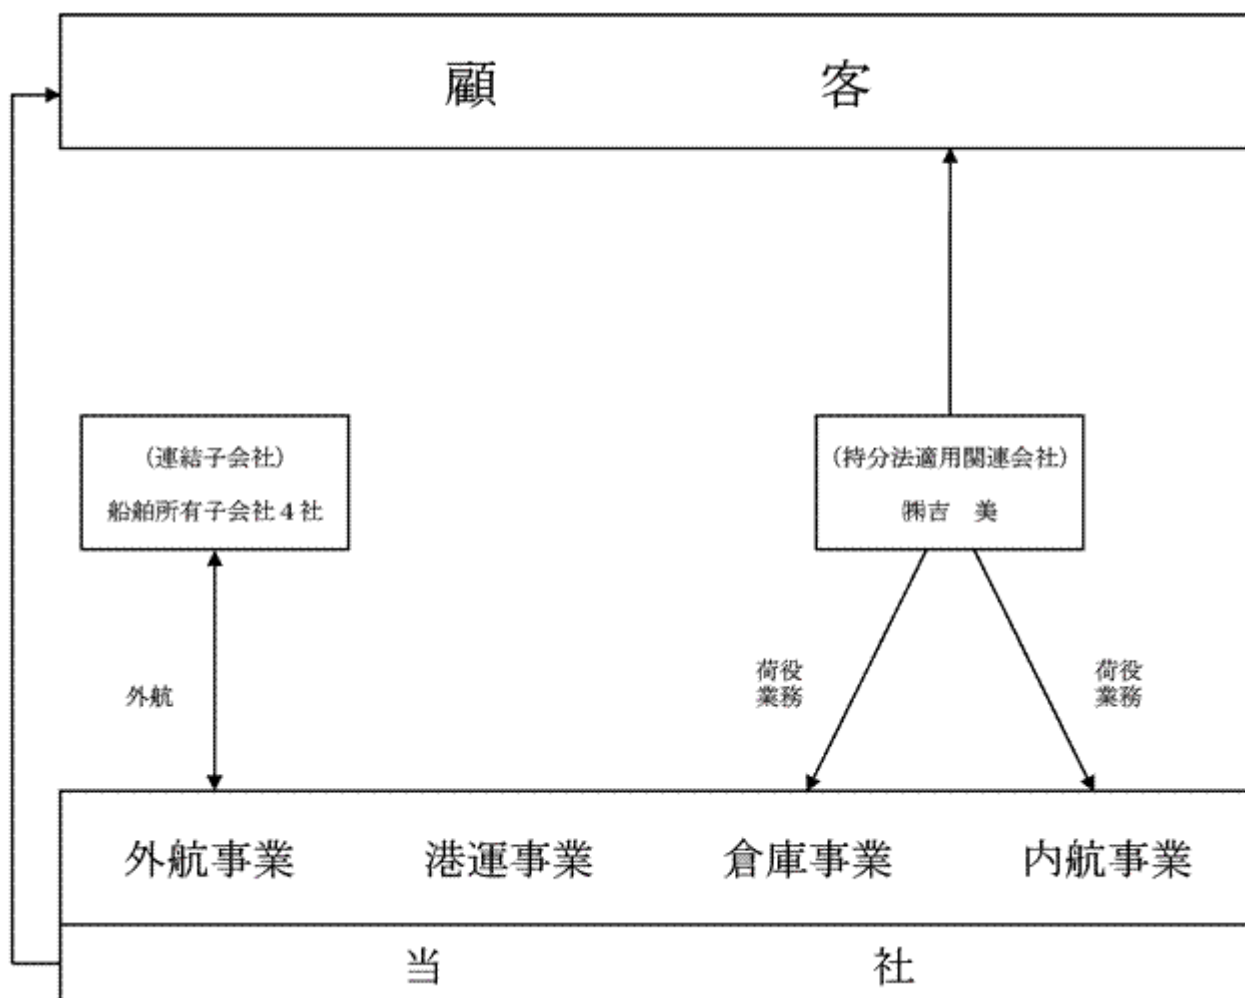 顧　客
(連結子会社)
船舶所有子会社４社
(持分法適用関連会社)
㈱吉　美
外航
荷役
業務
荷役
業務
外航事業　港運事業　倉庫事業　内航事業
当　社